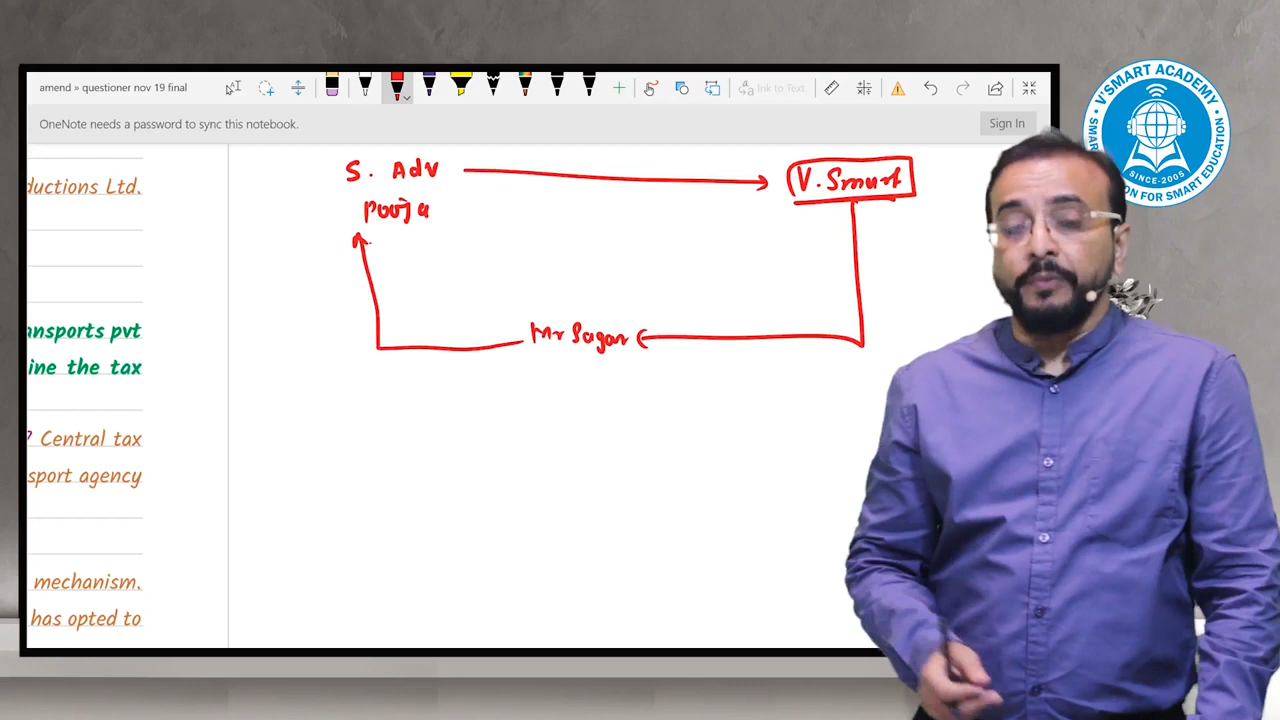 amend » questioner nov 19 final
Ink to Text
OneNote needs a password to sync this notebook.
Sign In
ductions Ltd.
ansports pvt
ine the tax
? Central tax
sport agency
mechanism.
has opted to
S. Adv
V. Smart
Pooja
Mr Sagar
V'SMART ACADEMY
SINCE-2005
ON FOR SMART EDUCATION